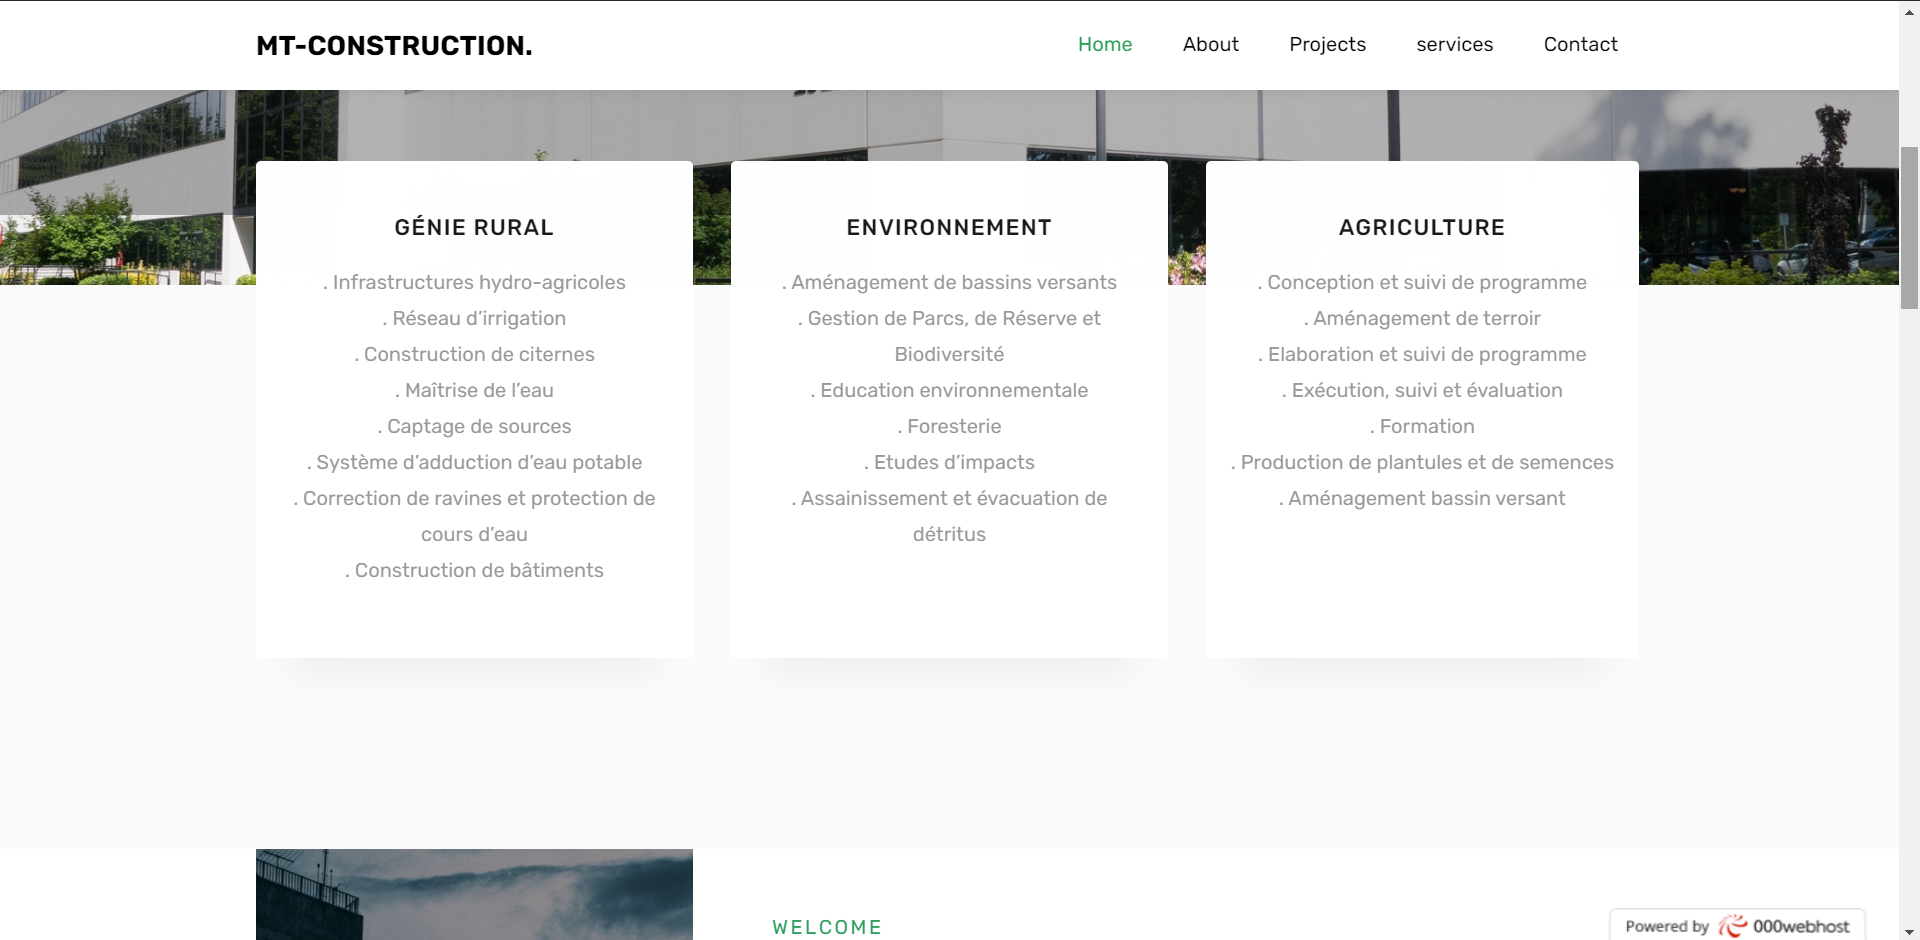 MT-CONSTRUCTION.
Home
About
Projects
services
Contact
GÉNIE RURAL
. Infrastructures hydro-agricoles
. Réseau d’irrigation
. Construction de citernes
. Maîtrise de l’eau
. Captage de sources
. Système d’adduction d’eau potable
. Correction de ravines et protection de
cours d’eau
. Construction de bâtiments
ENVIRONNEMENT
. Aménagement de bassins versants
. Gestion de Parcs, de Réserve et
Biodiversité
. Education environnementale
. Foresterie
. Etudes d’impacts
. Assainissement et évacuation de
détritus
AGRICULTURE
. Conception et suivi de programme
. Aménagement de terroir
. Elaboration et suivi de programme
. Exécution, suivi et évaluation
. Formation
. Production de plantules et de semences
. Aménagement bassin versant
WELCOME
Powered by 000webhost